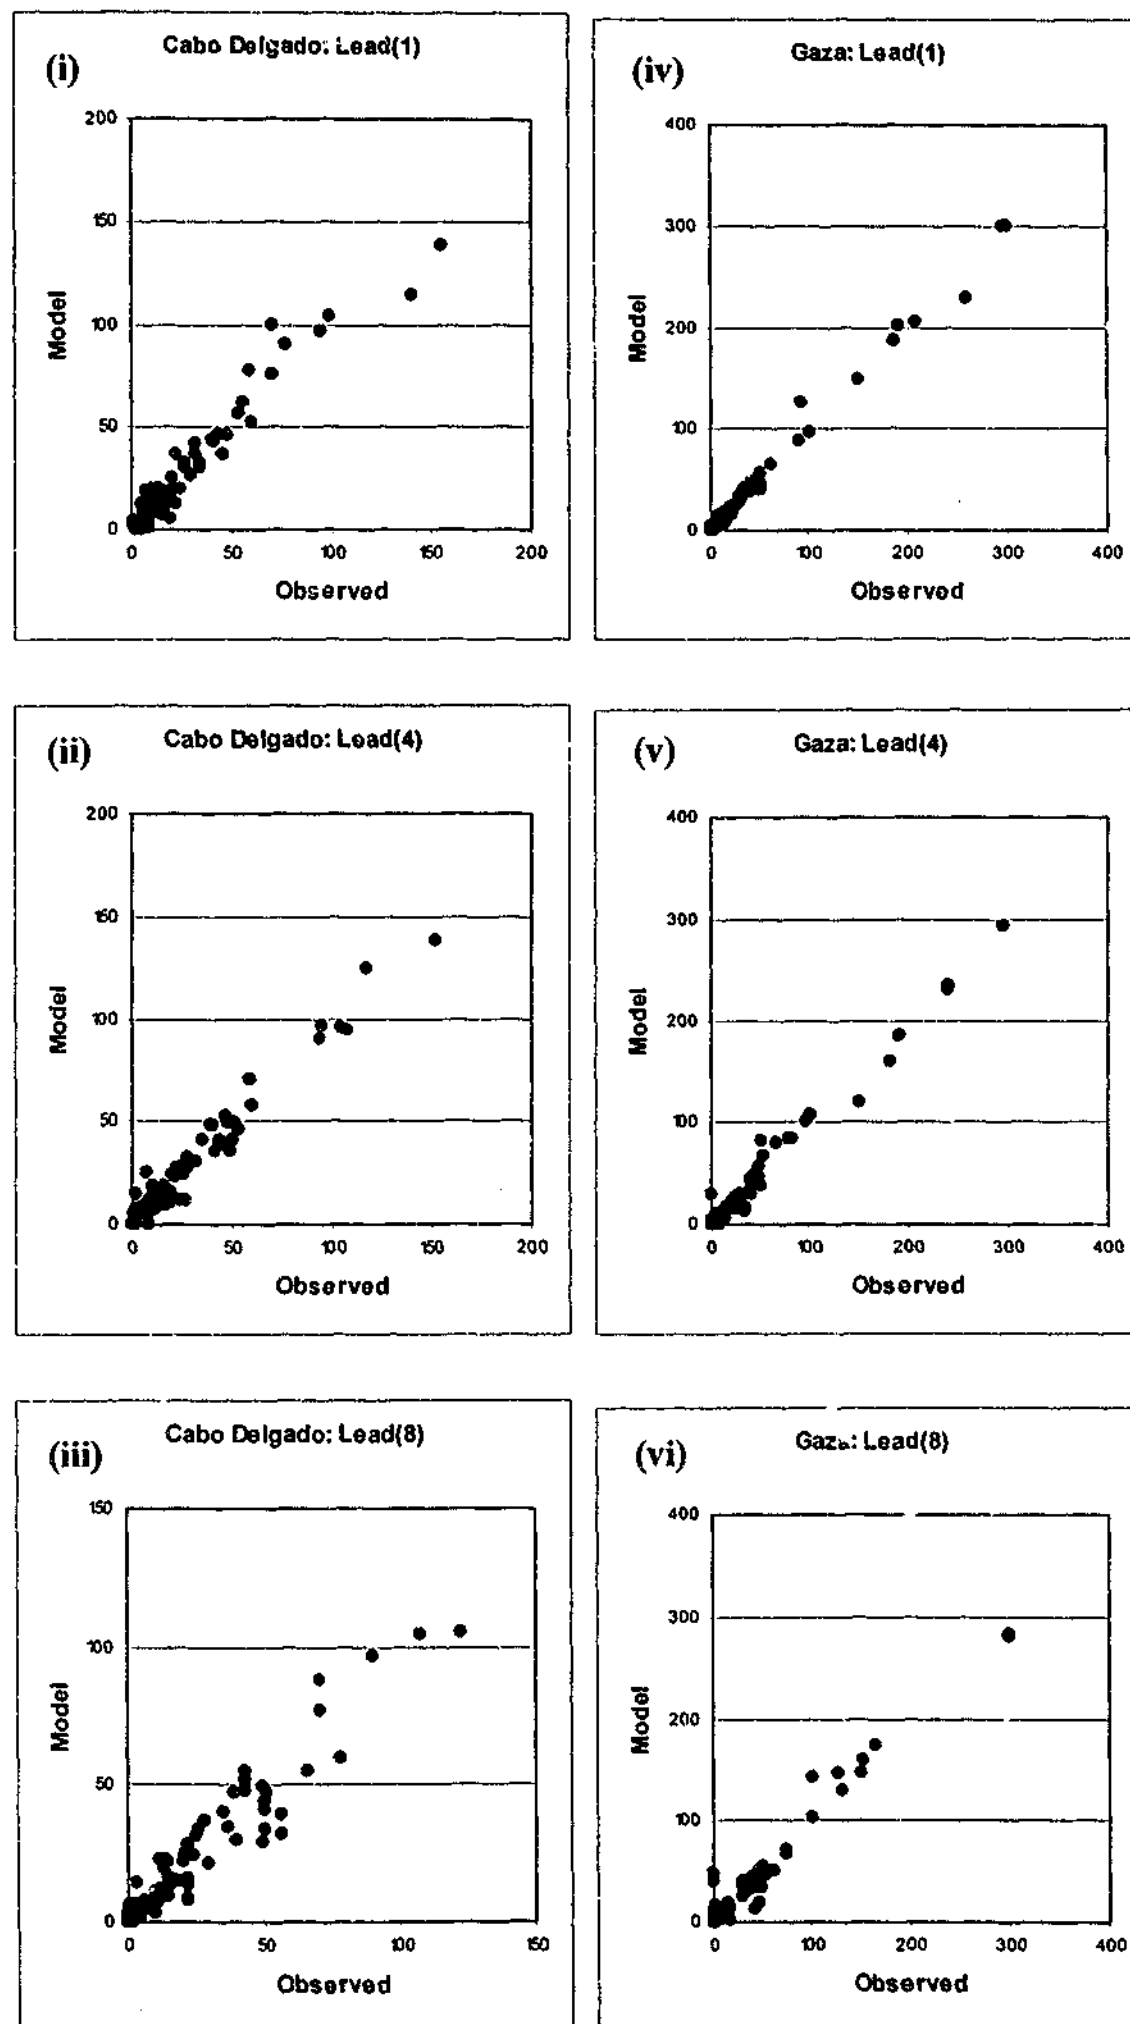 (i)
Cabo Delgado: Lead(1)
200
150
100
50
0
Model
0 50 100 150 200
Observed
(iv)
Gaza: Lead(1)
400
300
200
100
0
Model
0 100 200 300 400
Observed
(ii)
Cabo Delgado: Lead(4)
200
150
100
50
0
Model
0 50 100 150 200
Observed
(v)
Gaza: Lead(4)
400
300
200
100
0
Model
0 100 200 300 400
Observed
(iii)
Cabo Delgado: Lead(8)
150
100
50
0
Model
0 50 100 150
Observed
(vi)
Gaza: Lead(8)
400
300
200
100
0
Model
0 100 200 300 400
Observed